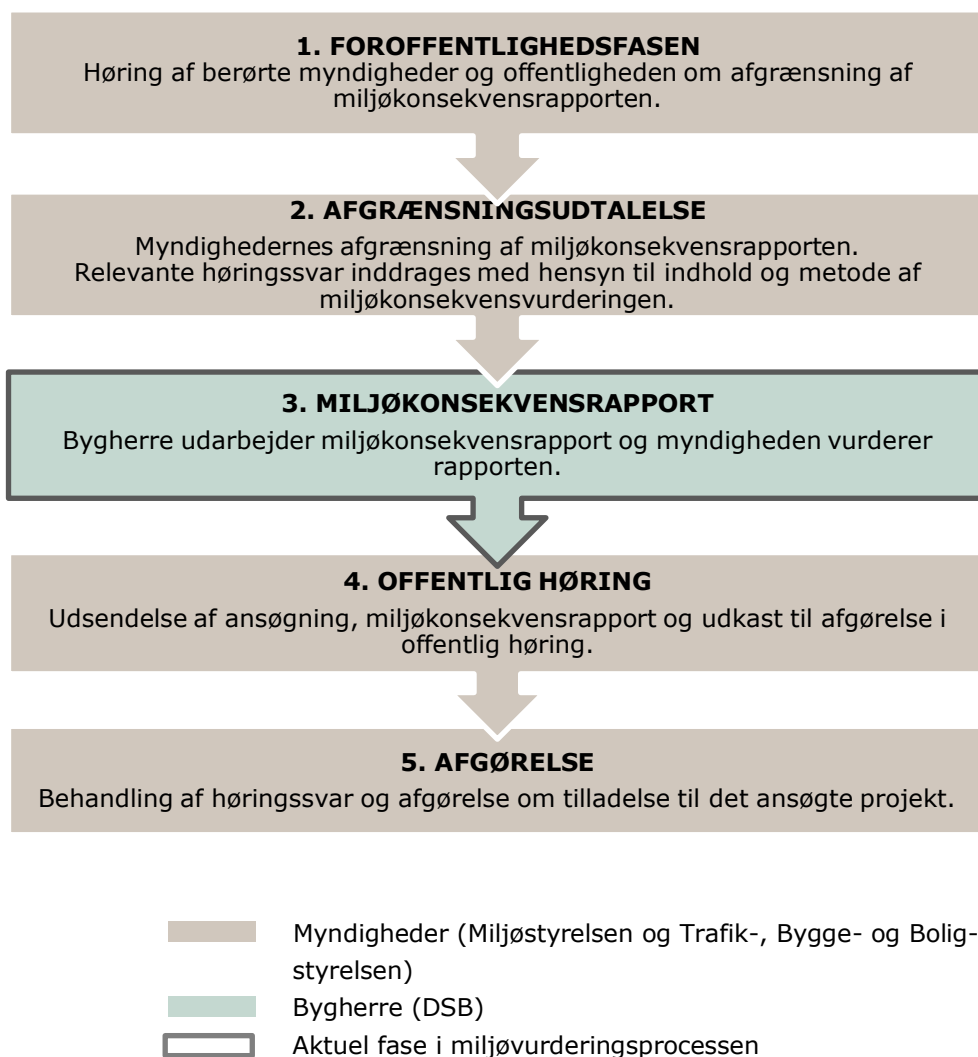 1. FOROFFENTLIGHEDSFASEN
Høring af berørte myndigheder og offentligheden om afgrænsning af
miljøkonsekvensrapporten.
2. AFGRÆNSNINGSUDTALELSE
Myndighedernes afgrænsning af miljøkonsekvensrapporten.
Relevante høringssvar inddrages med hensyn til indhold og metode af
miljøkonsekvensvurderingen.
3. MILJØKONSEKVENSRAPPORT
Bygherre udarbejder miljøkonsekvensrapport og myndigheden vurderer
rapporten.
4. OFFENTLIG HØRING
Udsendelse af ansøgning, miljøkonsekvensrapport og udkast til afgørelse i
offentlig høring.
5. AFGØRELSE
Behandling af høringssvar og afgørelse om tilladelse til det ansøgte projekt.
Myndigheder (Miljøstyrelsen og Trafik-, Bygge- og Bolig-
styrelsen)
Bygherre (DSB)
Aktuel fase i miljøvurderingsprocessen